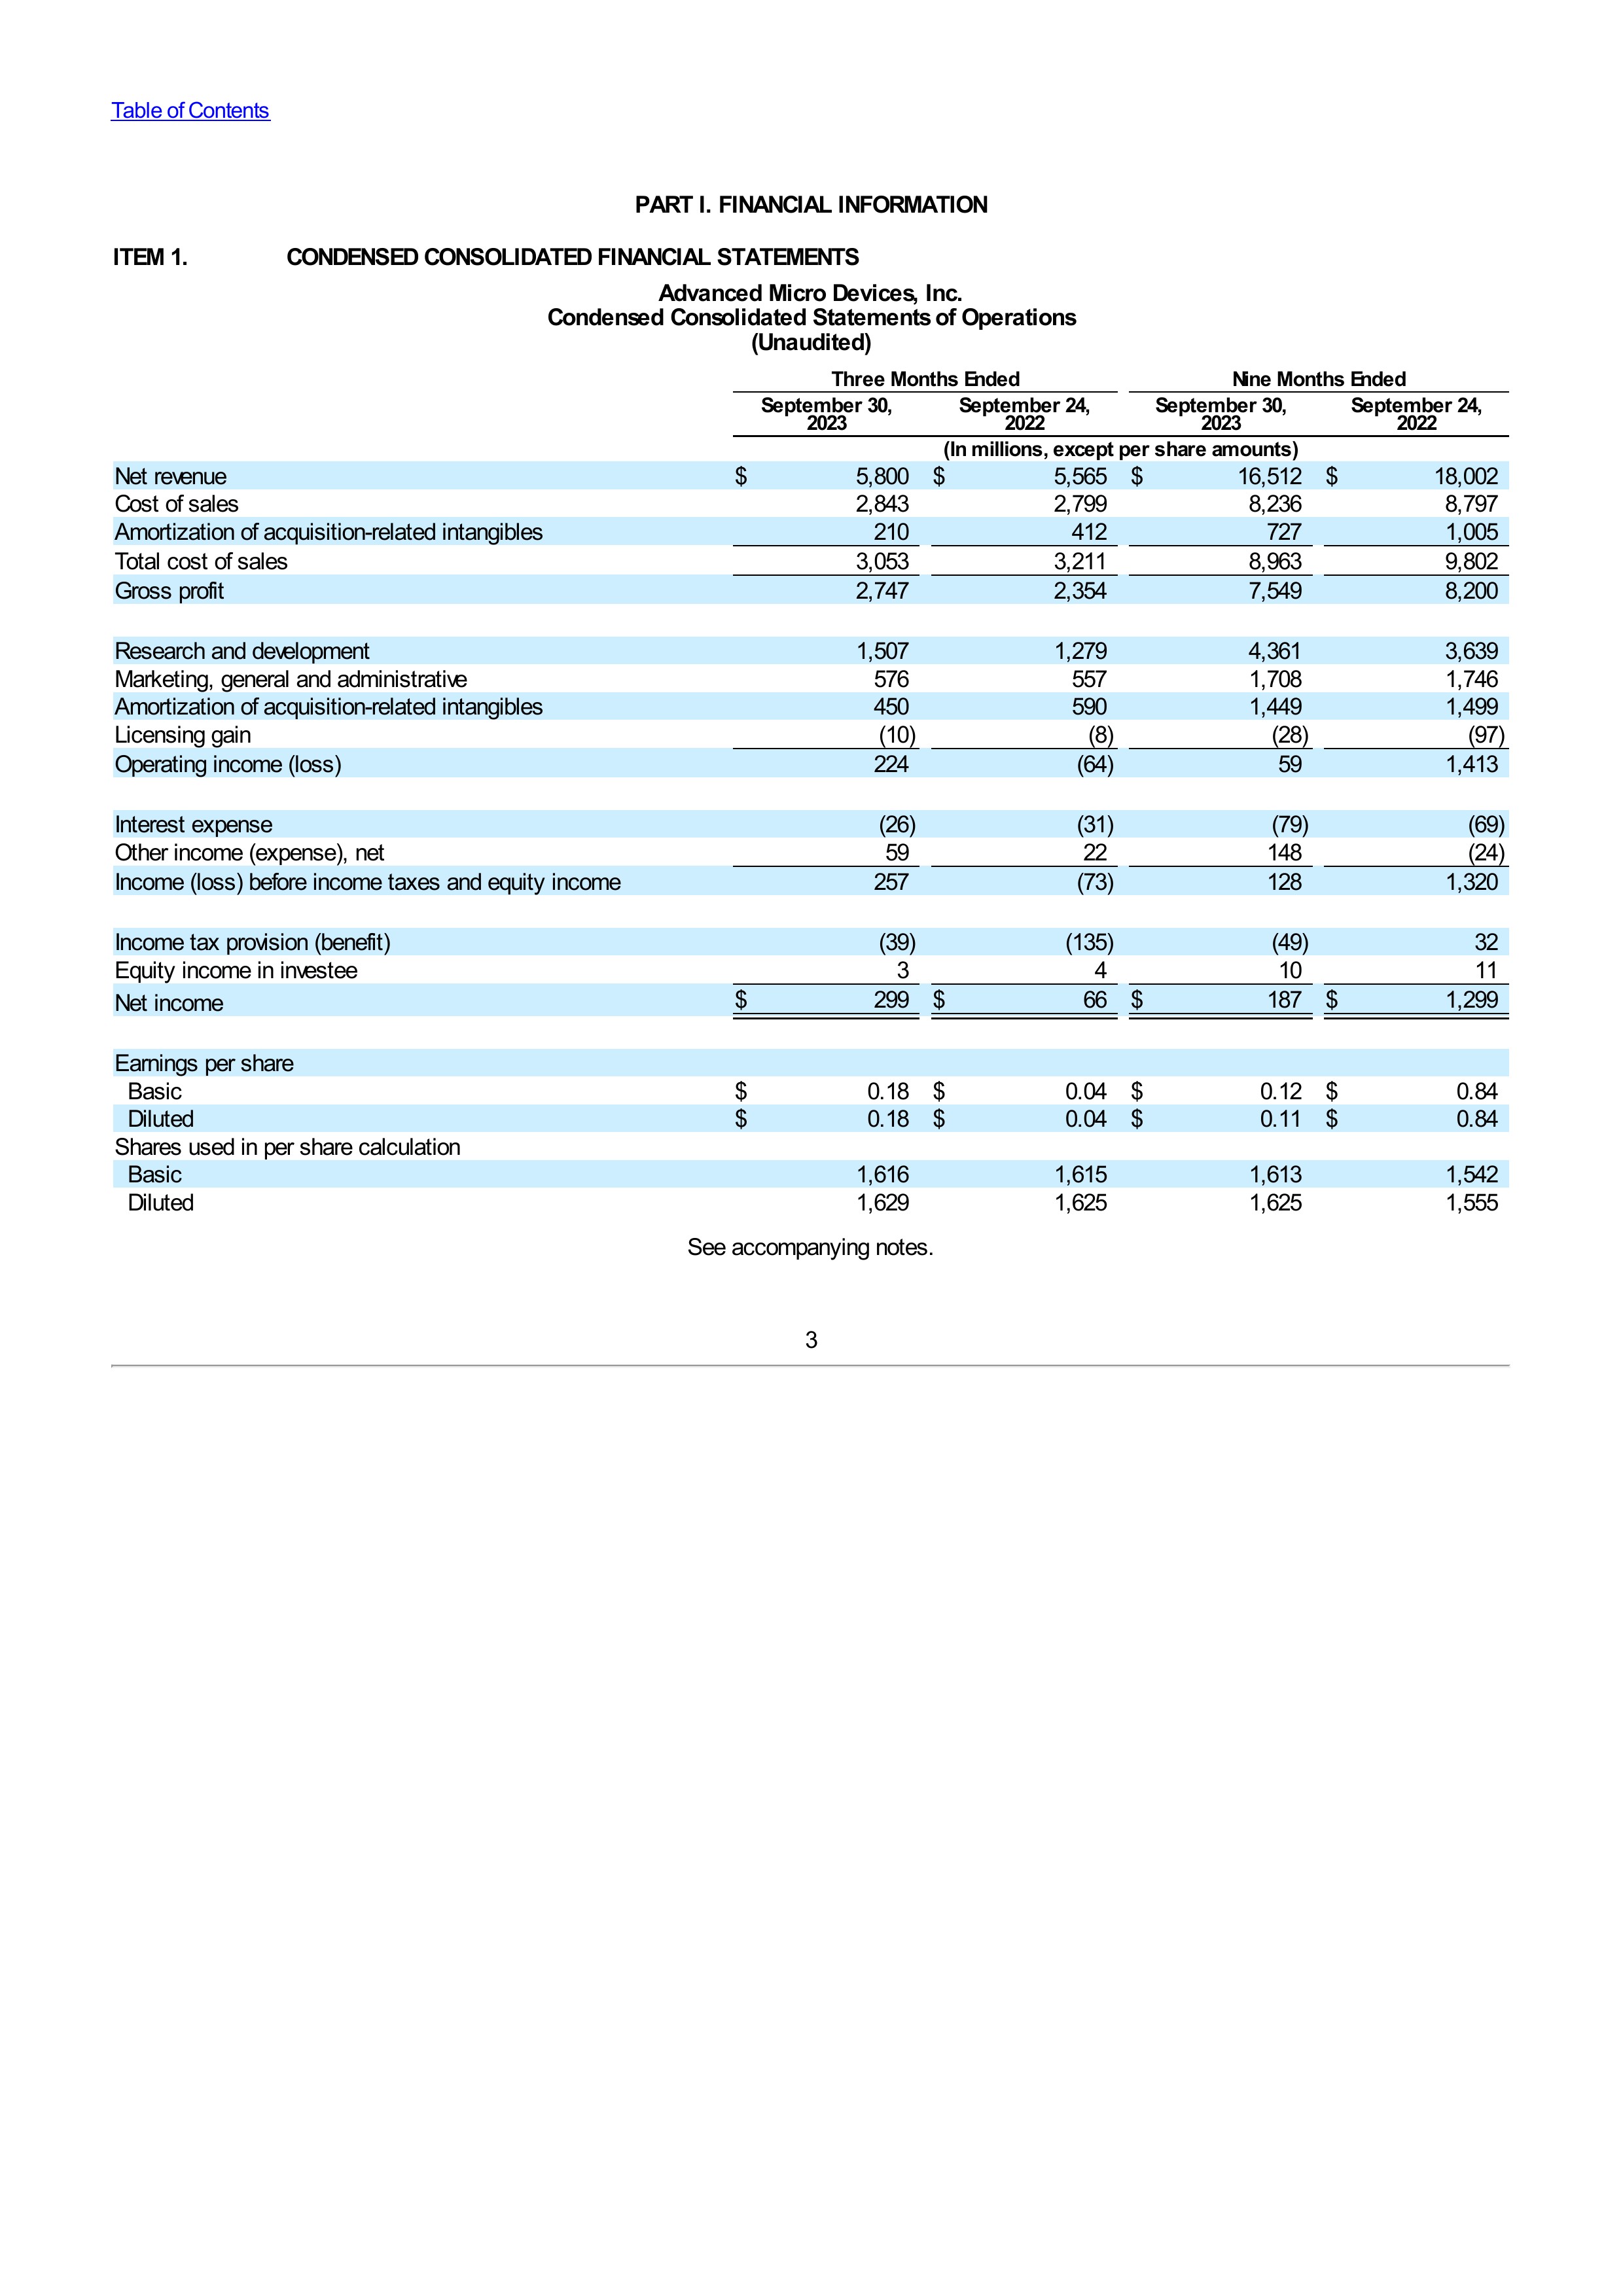 Table of Contents
PART I. FINANCIAL INFORMATION
ITEM 1. CONDENSED CONSOLIDATED FINANCIAL STATEMENTS
Advanced Micro Devices, Inc.
Condensed Consolidated Statements of Operations
(Unaudited)
Three Months Ended Nine Months Ended
September 30, 2023 September 24, 2022 September 30, 2023 September 24, 2022
(In millions, except per share amounts)
Net revenue $ 5,800 $ 5,565 $ 16,512 $ 18,002
Cost of sales 2,843 2,799 8,236 8,797
Amortization of acquisition-related intangibles 210 412 727 1,005
Total cost of sales 3,053 3,211 8,963 9,802
Gross profit 2,747 2,354 7,549 8,200
Research and development 1,507 1,279 4,361 3,639
Marketing, general and administrative 576 557 1,708 1,746
Amortization of acquisition-related intangibles 450 590 1,449 1,499
Licensing gain (10) (8) (28) (97)
Operating income (loss) 224 (64) 59 1,413
Interest expense (26) (31) (79) (69)
Other income (expense), net 59 22 148 (24)
Income (loss) before income taxes and equity income 257 (73) 128 1,320
Income tax provision (benefit) (39) (135) (49) 32
Equity income in investee 3 4 10 11
Net income $ 299 $ 66 $ 187 $ 1,299
Earnings per share
Basic $ 0.18 $ 0.04 $ 0.12 $ 0.84
Diluted $ 0.18 $ 0.04 $ 0.11 $ 0.84
Shares used in per share calculation
Basic 1,616 1,615 1,613 1,542
Diluted 1,629 1,625 1,625 1,555
See accompanying notes.
3